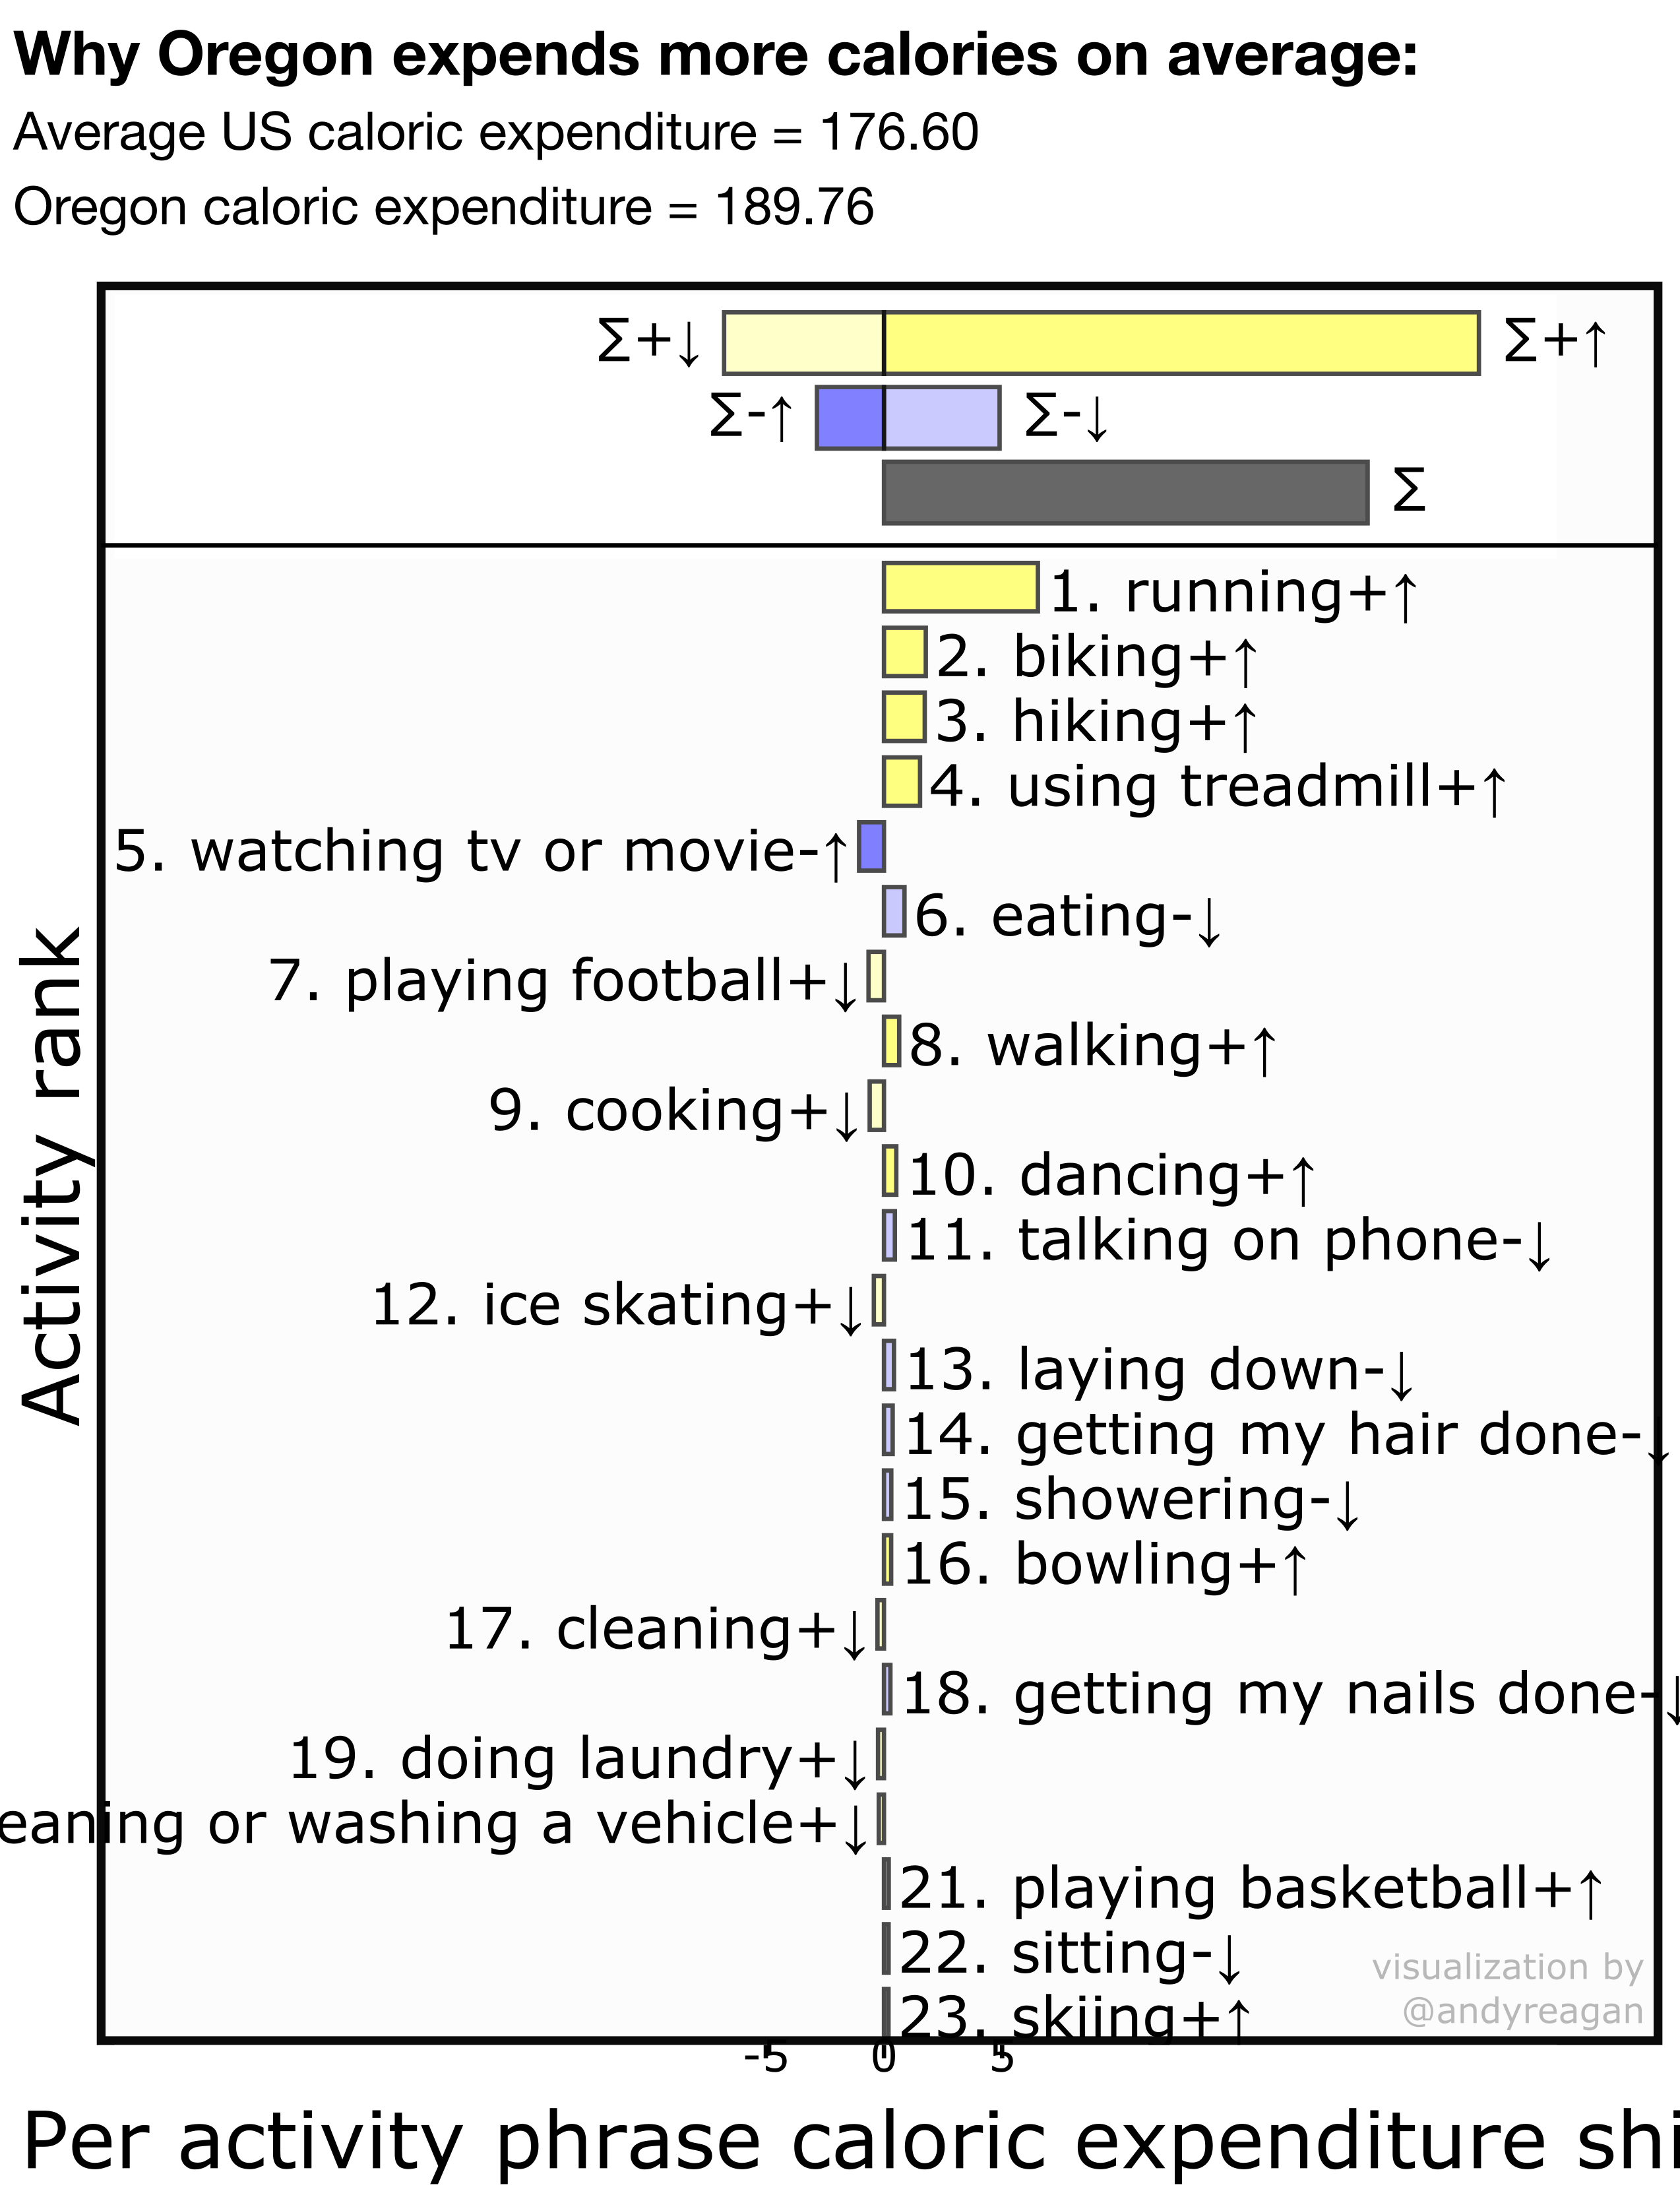 Why Oregon expends more calories on average:
Average US caloric expenditure = 176.60
Oregon caloric expenditure = 189.76
∑+↓ ∑+↑
∑-↑ ∑-↓
∑
Activity rank
1. running+↑
2. biking+↑
3. hiking+↑
4. using treadmill+↑
5. watching tv or movie-↑
6. eating-↓
7. playing football+↓
8. walking+↑
9. cooking+↓
10. dancing+↑
11. talking on phone-↓
12. ice skating+↓
13. laying down-↓
14. getting my hair done-↓
15. showering-↓
16. bowling+↑
17. cleaning+↓
18. getting my nails done-↓
19. doing laundry+↓
eaning or washing a vehicle+↓
21. playing basketball+↑
22. sitting-↓
23. skiing+↑
visualization by
@andyreagan
-5 0 5
Per activity phrase caloric expenditure shi